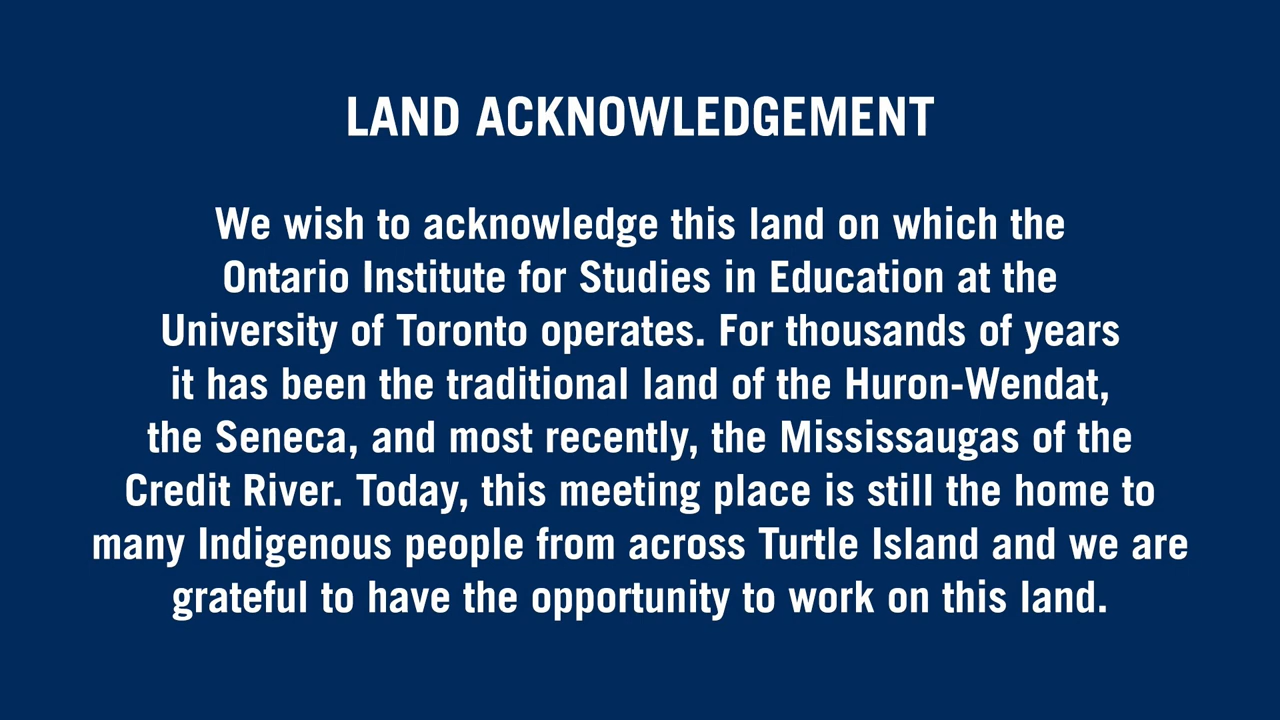 LAND ACKNOWLEDGEMENT
We wish to acknowledge this land on which the
Ontario Institute for Studies in Education at the
University of Toronto operates. For thousands of years
it has been the traditional land of the Huron-Wendat,
the Seneca, and most recently, the Mississaugas of the
Credit River. Today, this meeting place is still the home to
many Indigenous people from across Turtle Island and we are
grateful to have the opportunity to work on this land.